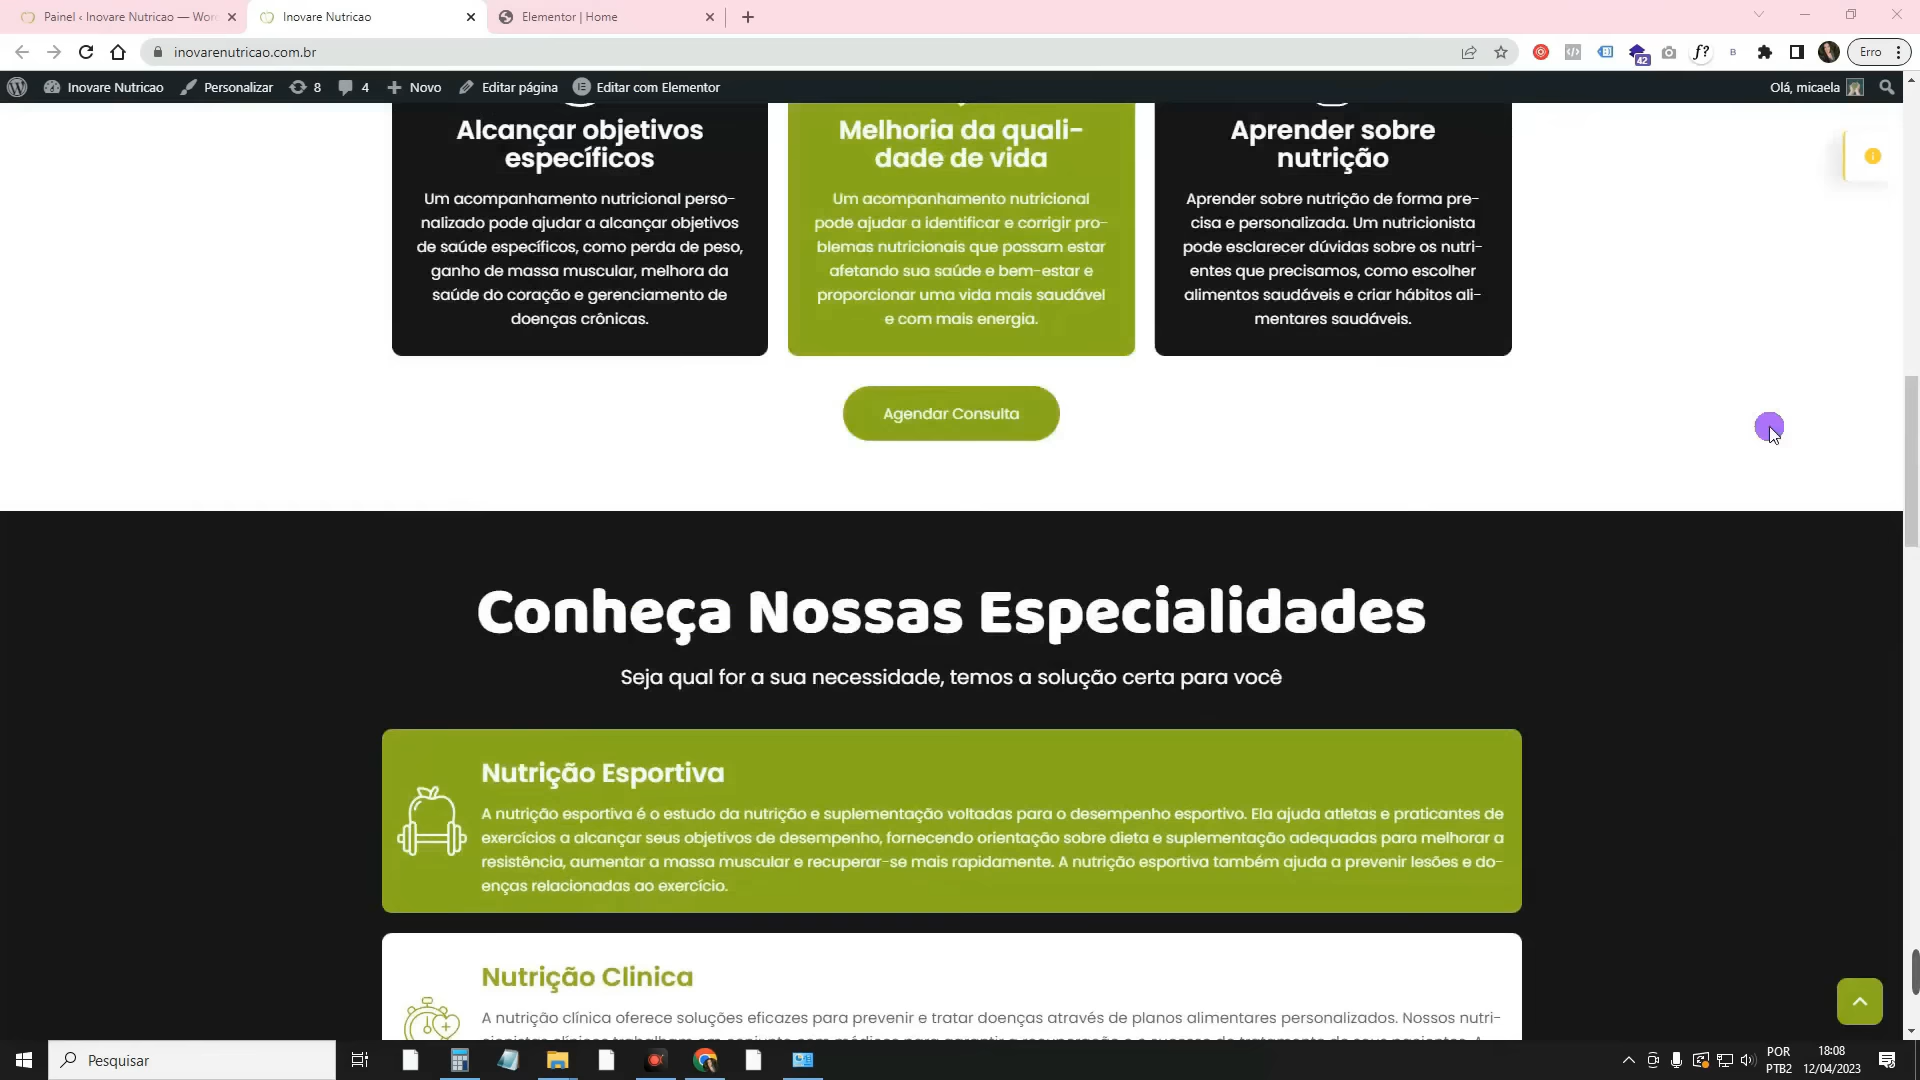 Painel ‹ Inovare Nutricao — Wor
Inovare Nutricao
Elementor | Home
inovarenutricao.com.br
42
f?
B
Erro
Inovare Nutricao
Personalizar
8
4
Novo
Editar página
Editar com Elementor
Olá, micaela
Alcançar objetivos
específicos
Um acompanhamento nutricional perso-
nalizado pode ajudar a alcançar objetivos
de saúde específicos, como perda de peso,
ganho de massa muscular, melhora da
saúde do coração e gerenciamento de
doenças crônicas.
Melhoria da quali-
dade de vida
Um acompanhamento nutricional
pode ajudar a identificar e corrigir pro-
blemas nutricionais que possam estar
afetando sua saúde e bem-estar e
proporcionar uma vida mais saudável
e com mais energia.
Aprender sobre
nutrição
Aprender sobre nutrição de forma pre-
cisa e personalizada. Um nutricionista
pode esclarecer dúvidas sobre os nutri-
entes que precisamos, como escolher
alimentos saudáveis e criar hábitos ali-
mentares saudáveis.
Agendar Consulta
Conheça Nossas Especialidades
Seja qual for a sua necessidade, temos a solução certa para você
Nutrição Esportiva
A nutrição esportiva é o estudo da nutrição e suplementação voltadas para o desempenho esportivo. Ela ajuda atletas e praticantes de
exercícios a alcançar seus objetivos de desempenho, fornecendo orientação sobre dieta e suplementação adequadas para melhorar a
resistência, aumentar a massa muscular e recuperar-se mais rapidamente. A nutrição esportiva também ajuda a prevenir lesões e do-
enças relacionadas ao exercício.
Nutrição Clinica
A nutrição clínica oferece soluções eficazes para prevenir e tratar doenças através de planos alimentares personalizados. Nossos nutri-
Pesquisar
POR
PTB2
18:08
12/04/2023